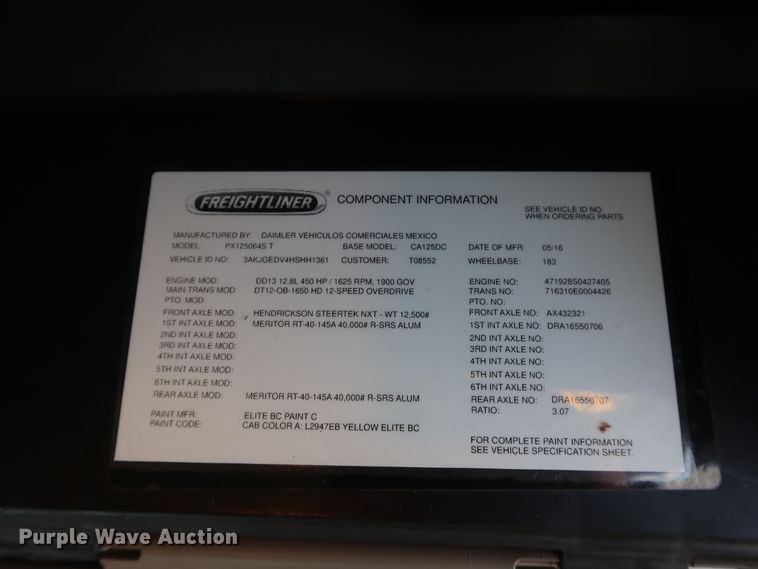 FREIGHTLINER® COMPONENT INFORMATION
SEE VEHICLE ID NO.
WHEN ORDERING PARTS
MANUFACTURED BY: DAIMLER VEHICULOS COMERCIALES MEXICO
MODEL: PX125064S T BASE MODEL: CA125DC DATE OF MFR: 05/16
VEHICLE ID NO: 3AKJGEDV4HSHH1361 CUSTOMER: T08552 WHEELBASE: 183
ENGINE MOD: DD13 12.8L 450 HP / 1625 RPM, 1900 GOV ENGINE NO: 471928S0427405
MAIN TRANS MOD: DT12-OB-1650 HD 12-SPEED OVERDRIVE TRANS NO: 716310E0004426
PTO. MOD: PTO. NO:
FRONT AXLE MOD: HENDRICKSON STEERTEK NXT - WT 12,500# FRONT AXLE NO: AX432321
1ST INT AXLE MOD: MERITOR RT-40-145A 40,000# R-SRS ALUM 1ST INT AXLE NO: DRA16550706
2ND INT AXLE MOD: 2ND INT AXLE NO:
3RD INT AXLE MOD: 3RD INT AXLE NO:
4TH INT AXLE MOD: 4TH INT AXLE NO:
5TH INT AXLE MOD: 5TH INT AXLE NO:
6TH INT AXLE MOD: 6TH INT AXLE NO:
REAR AXLE MOD: MERITOR RT-40-145A 40,000# R-SRS ALUM REAR AXLE NO: DRA16550707
RATIO: 3.07
PAINT MFR: ELITE BC PAINT C
PAINT CODE: CAB COLOR A: L2947EB YELLOW ELITE BC
FOR COMPLETE PAINT INFORMATION
SEE VEHICLE SPECIFICATION SHEET.
Purple Wave Auction